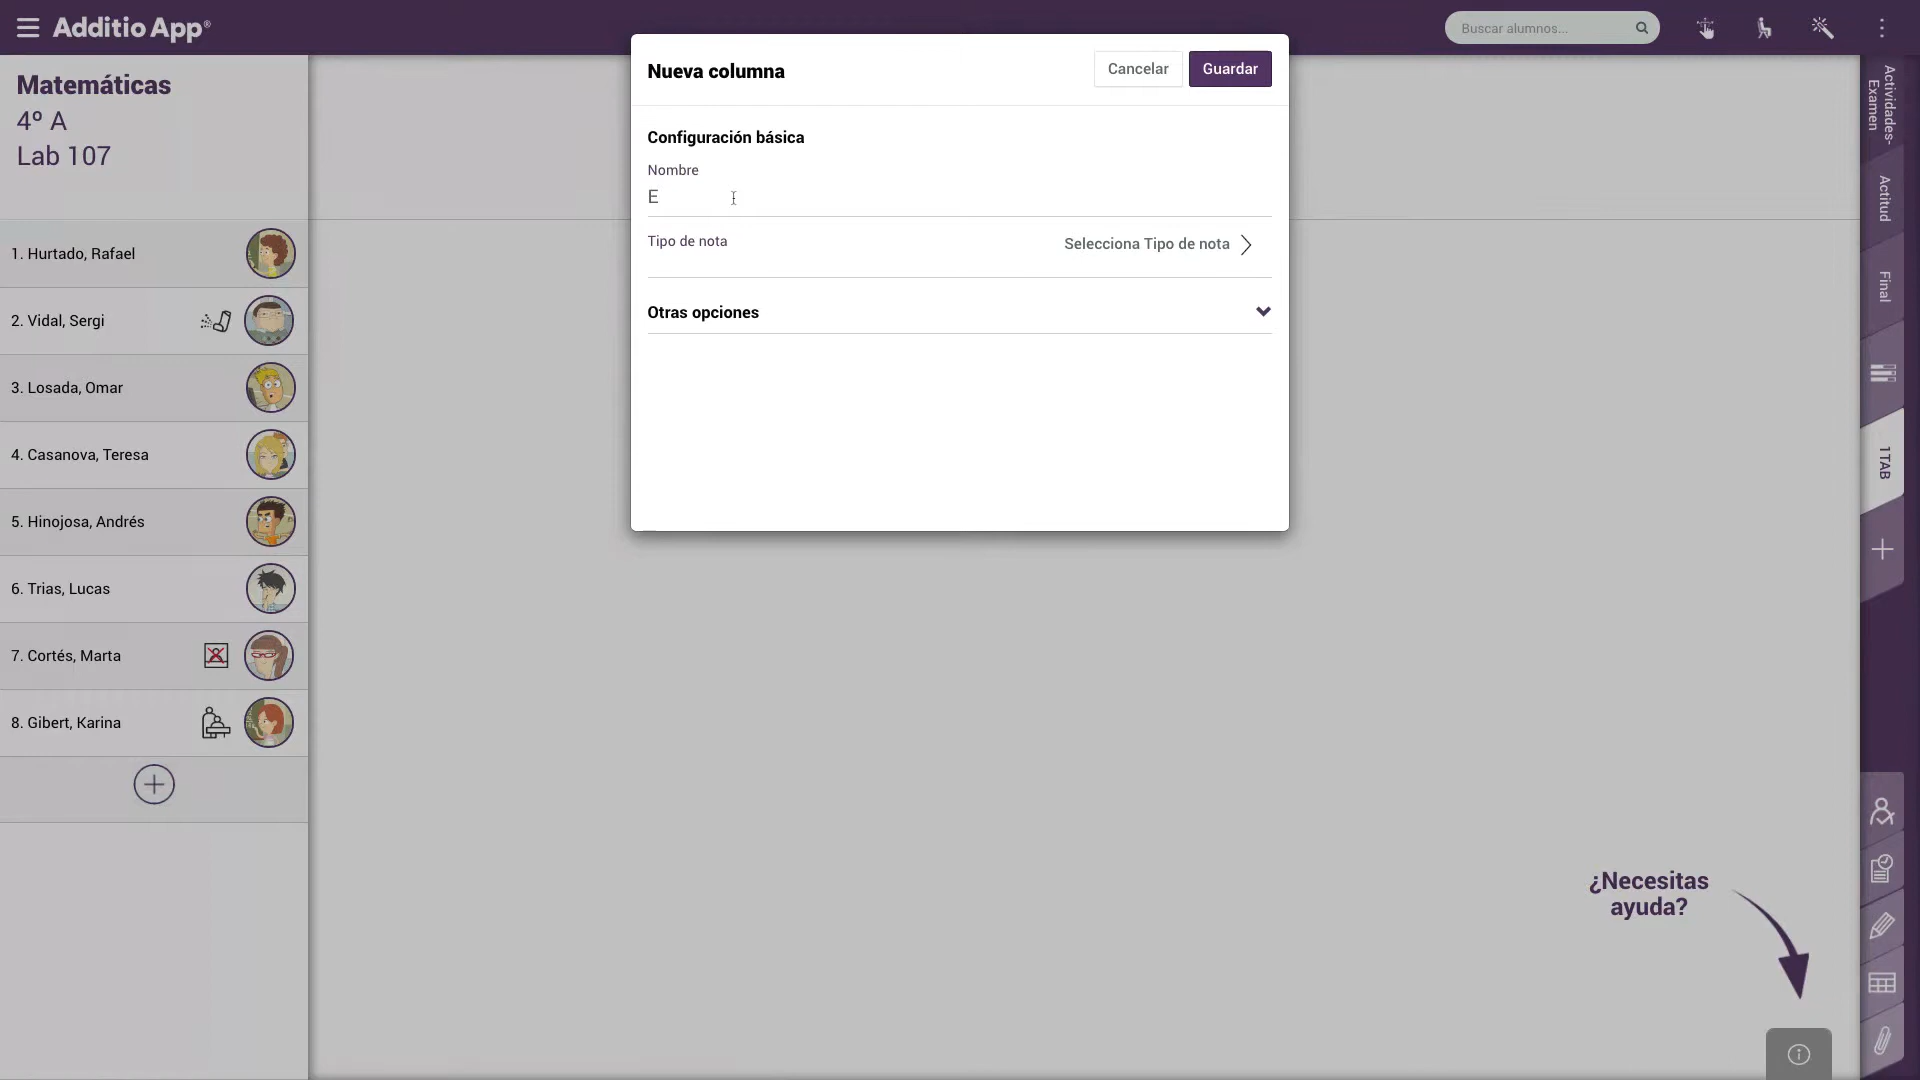 Additio App®
Buscar alumnos...
Matemáticas
4º A
Lab 107
1. Hurtado, Rafael
2. Vidal, Sergi
3. Losada, Omar
4. Casanova, Teresa
5. Hinojosa, Andrés
6. Trias, Lucas
7. Cortés, Marta
8. Gibert, Karina
Nueva columna
Cancelar
Guardar
Configuración básica
Nombre
E
Tipo de nota
Selecciona Tipo de nota
Otras opciones
Actividades-
Examen
Actitud
Final
1TAB
¿Necesitas
ayuda?